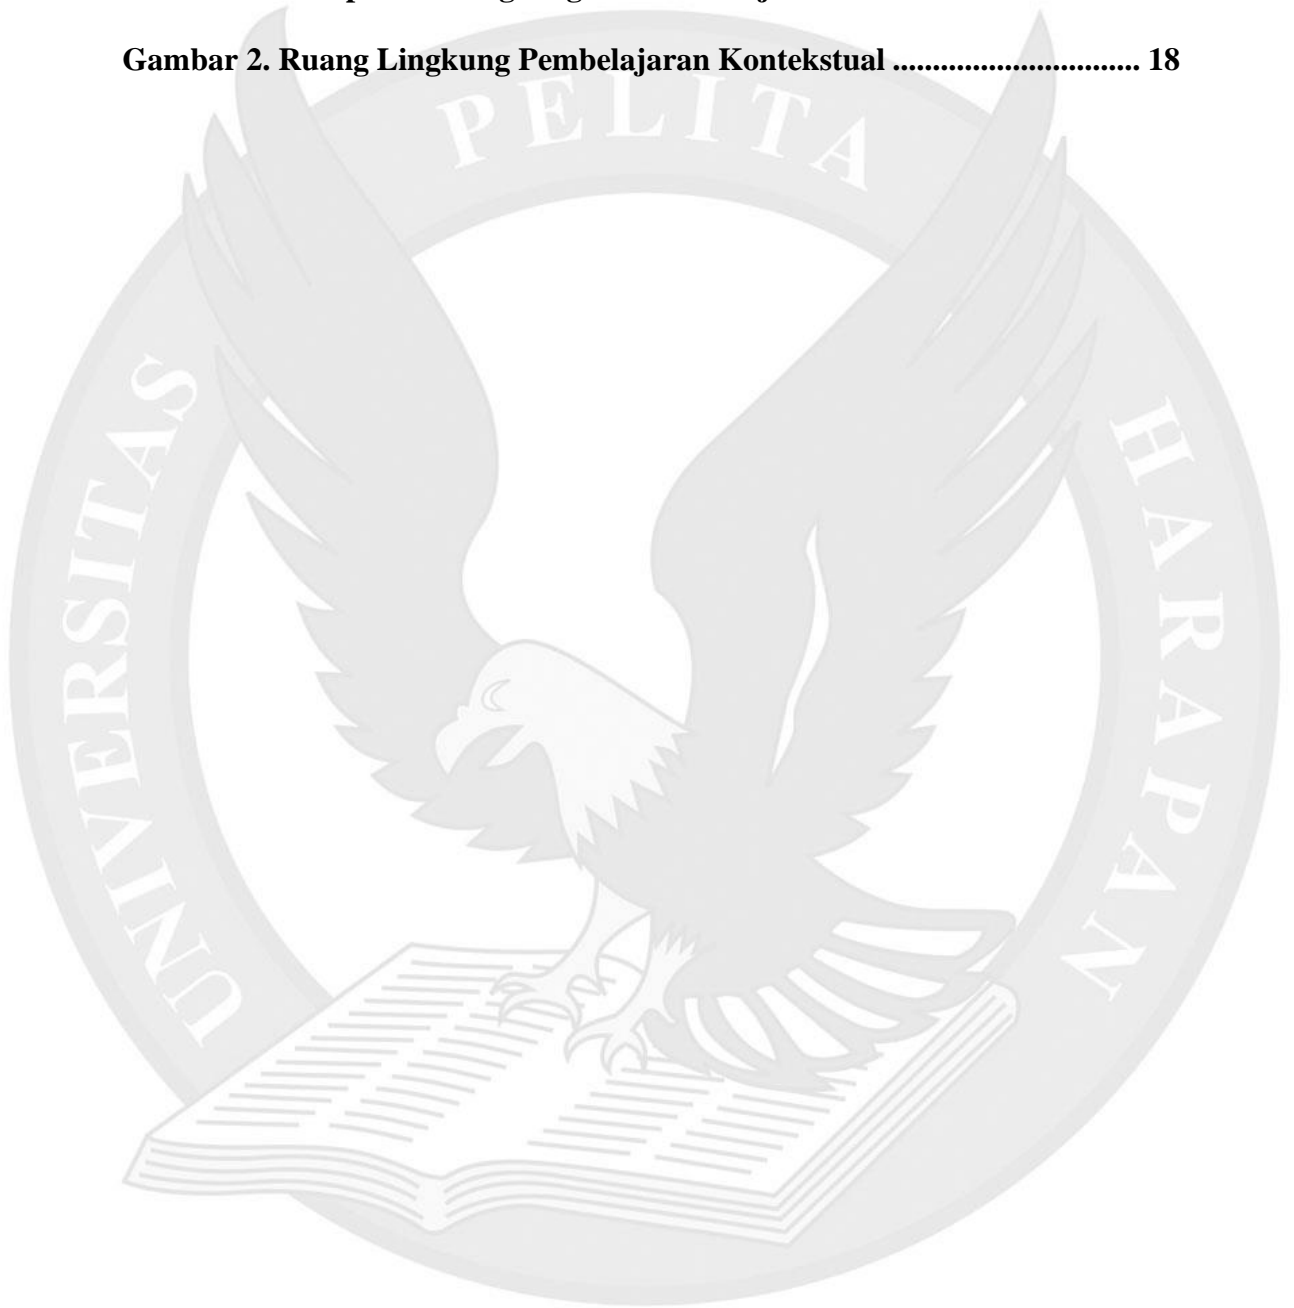 Gambar 2. Ruang Lingkung Pembelajaran Kontekstual ............................... 18
PELITA
UNIVERSITAS
HARAPAN